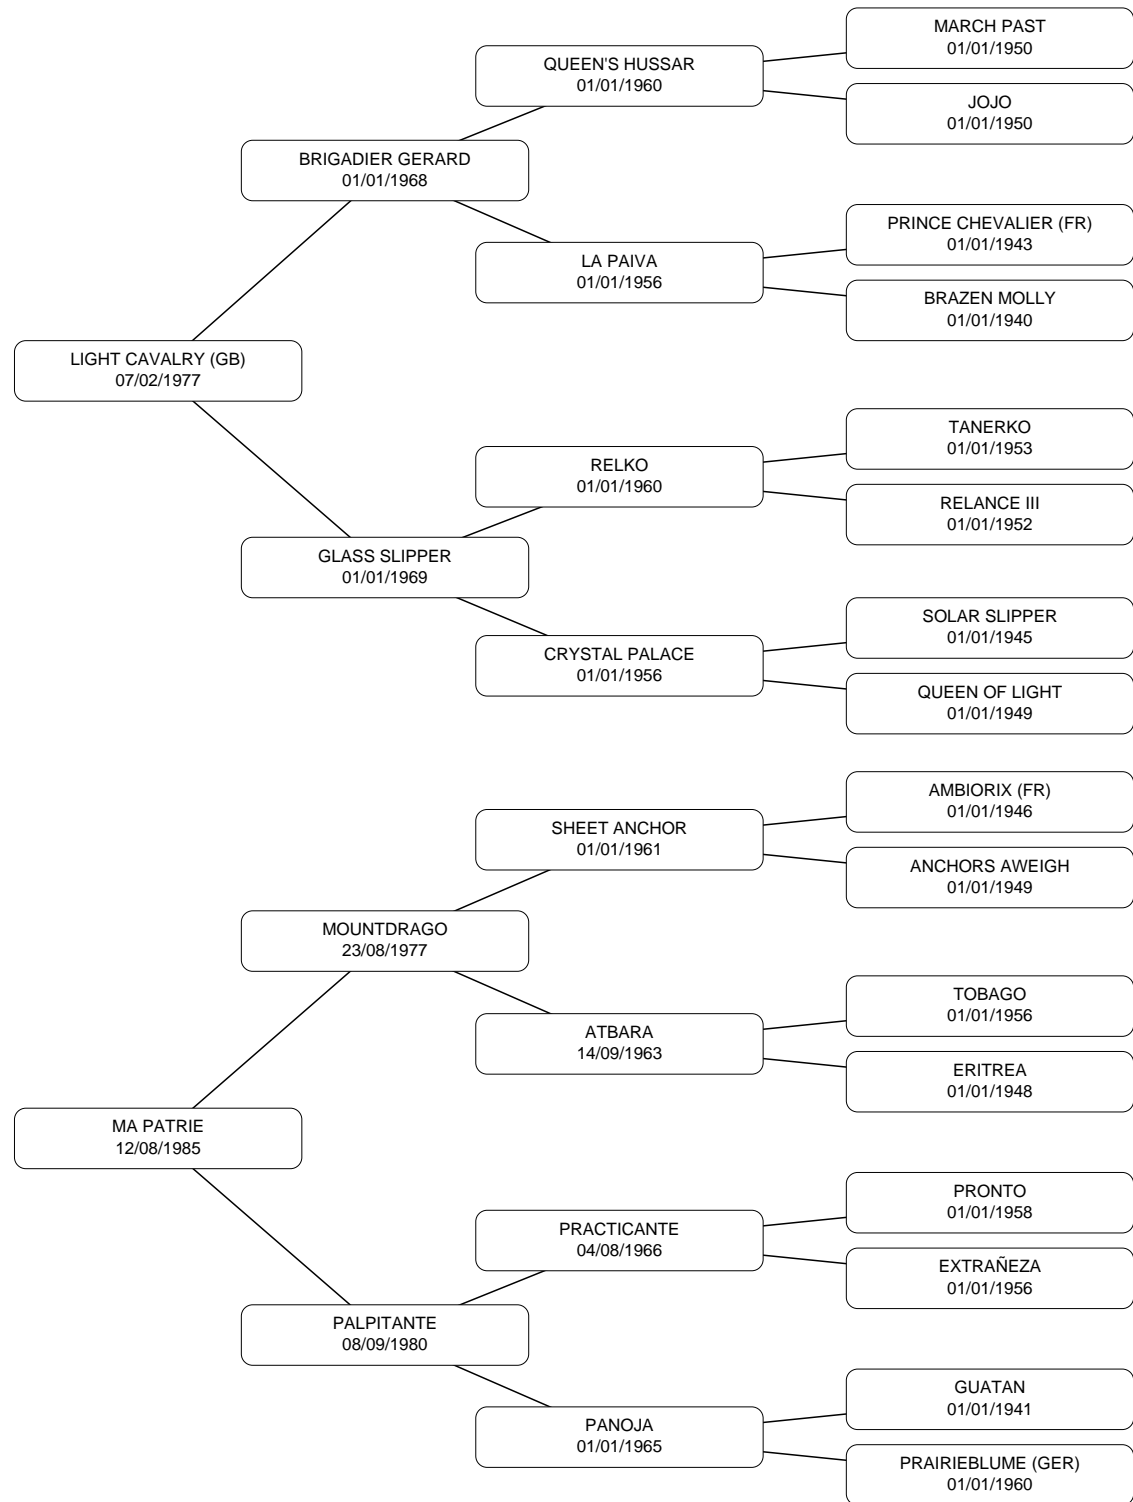 MARCH PAST
01/01/1950
QUEEN'S HUSSAR
01/01/1960
JOJO
01/01/1950
BRIGADIER GERARD
01/01/1968
PRINCE CHEVALIER (FR)
01/01/1943
LA PAIVA
01/01/1956
BRAZEN MOLLY
01/01/1940
LIGHT CAVALRY (GB)
07/02/1977
TANERKO
01/01/1953
RELKO
01/01/1960
RELANCE III
01/01/1952
GLASS SLIPPER
01/01/1969
SOLAR SLIPPER
01/01/1945
CRYSTAL PALACE
01/01/1956
QUEEN OF LIGHT
01/01/1949
AMBIORIX (FR)
01/01/1946
SHEET ANCHOR
01/01/1961
ANCHORS AWEIGH
01/01/1949
MOUNTDRAGO
23/08/1977
TOBAGO
01/01/1956
ATBARA
14/09/1963
ERITREA
01/01/1948
MA PATRIE
12/08/1985
PRONTO
01/01/1958
PRACTICANTE
04/08/1966
EXTRAÑEZA
01/01/1956
PALPITANTE
08/09/1980
GUATAN
01/01/1941
PANOJA
01/01/1965
PRAIRIEBLUME (GER)
01/01/1960